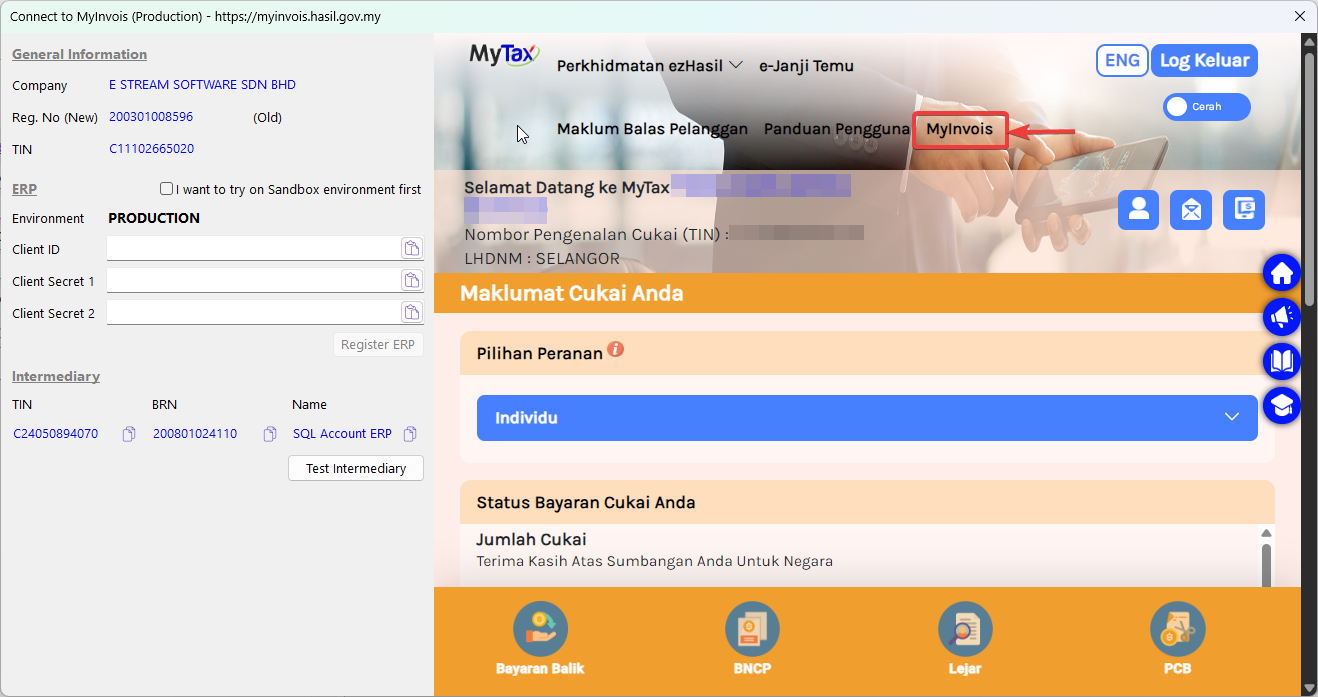 Connect to MyInvois (Production) - https://myinvois.hasil.gov.my
General Information
Company E STREAM SOFTWARE SDN BHD
Reg. No (New) 200301008596 (Old)
TIN C11102665020
ERP I want to try on Sandbox environment first
Environment PRODUCTION
Client ID
Client Secret 1
Client Secret 2
Register ERP
Intermediary
TIN BRN Name
C24050894070 200801024110 SQL Account ERP
Test Intermediary
MyTax
Perkhidmatan ezHasil e-Janji Temu
ENG Log Keluar
Cerah
Maklum Balas Pelanggan Panduan Pengguna MyInvois
Selamat Datang ke MyTax
Nombor Pengenalan Cukai (TIN) :
LHDNM : SELANGOR
Maklumat Cukai Anda
Pilihan Peranan i
Individu
Status Bayaran Cukai Anda
Jumlah Cukai
Terima Kasih Atas Sumbangan Anda Untuk Negara
Bayaran Balik BNCP Lejar PCB